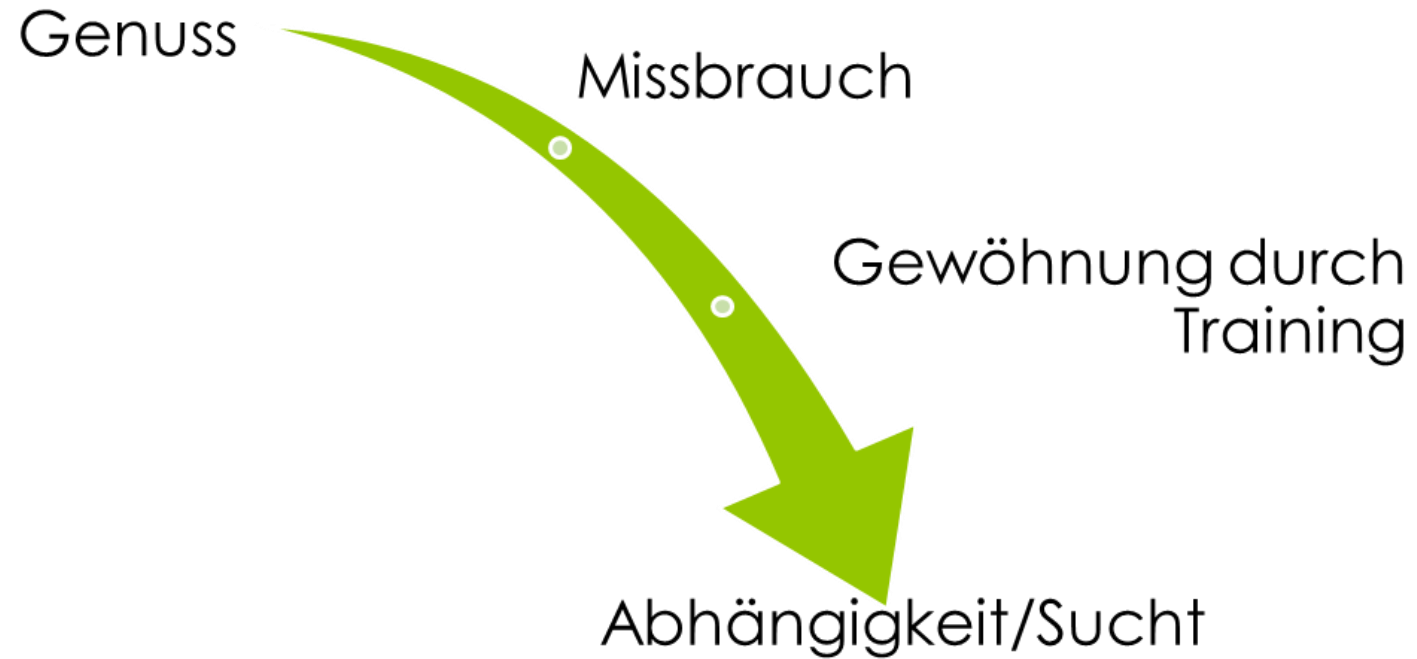 Genuss
Missbrauch
Gewöhnung durch
Training
Abhängigkeit/Sucht